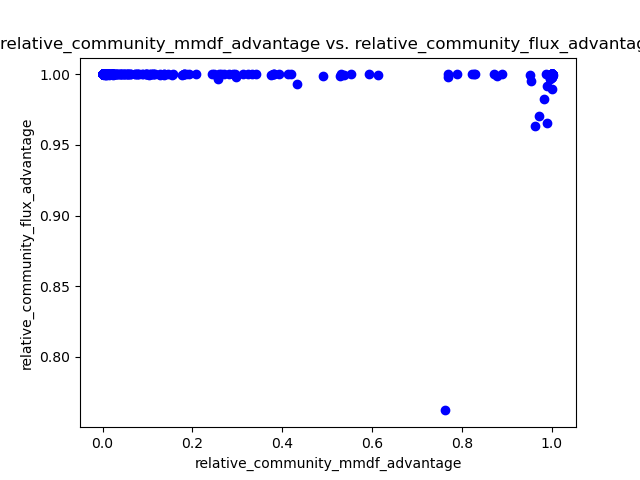 relative_community_mmdf_advantage vs. relative_community_flux_advantag
1.00
0.95
0.90
0.85
0.80
relative_community_flux_advantage
0.0 0.2 0.4 0.6 0.8 1.0
relative_community_mmdf_advantage